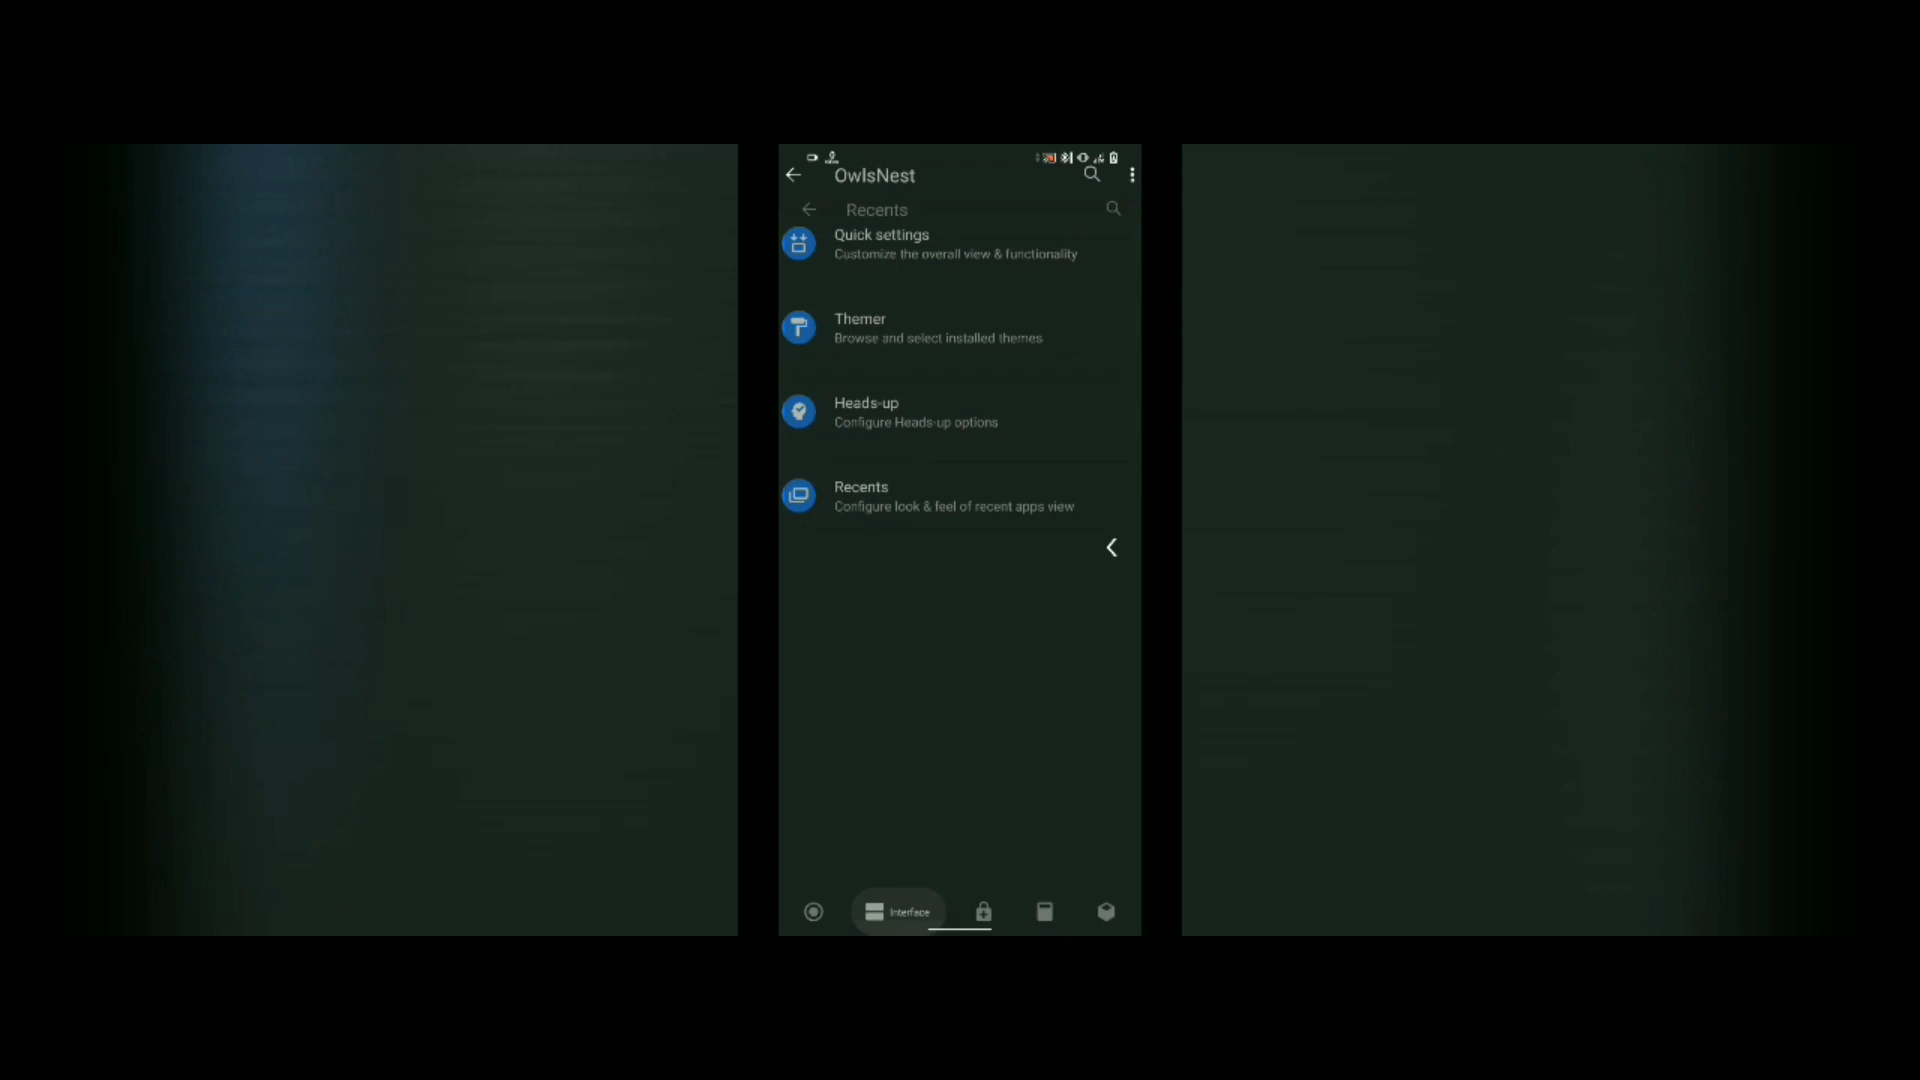 OwlsNest
Recents
Quick settings
Customize the overall view & functionality
Themer
Browse and select installed themes
Heads-up
Configure Heads-up options
Recents
Configure look & feel of recent apps view
Interface